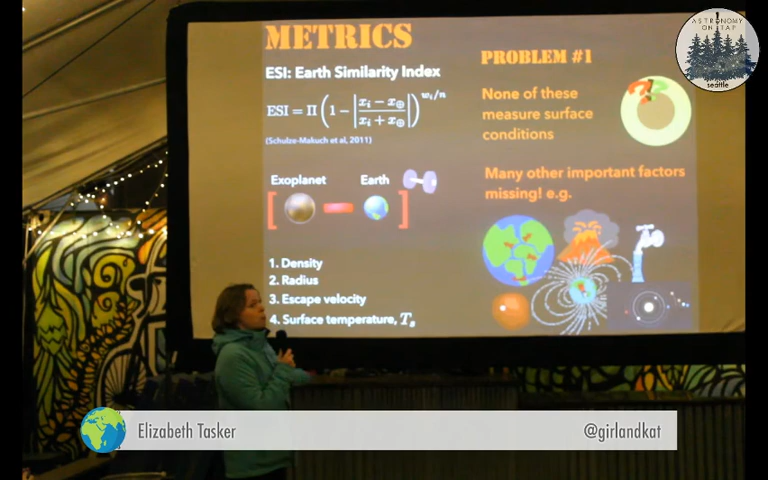 METRICS
ESI: Earth Similarity Index
ESI = Π ( 1 − | xᵢ − x⊕ / xᵢ + x⊕ | ) ^ wᵢ/n
(Schulze-Makuch et al, 2011)
Exoplanet Earth
1. Density
2. Radius
3. Escape velocity
4. Surface temperature, Tₛ
PROBLEM #1
None of these
measure surface
conditions
Many other important factors
missing! e.g.
ASTRONOMY
ON TAP
seattle
Elizabeth Tasker
@girlandkat